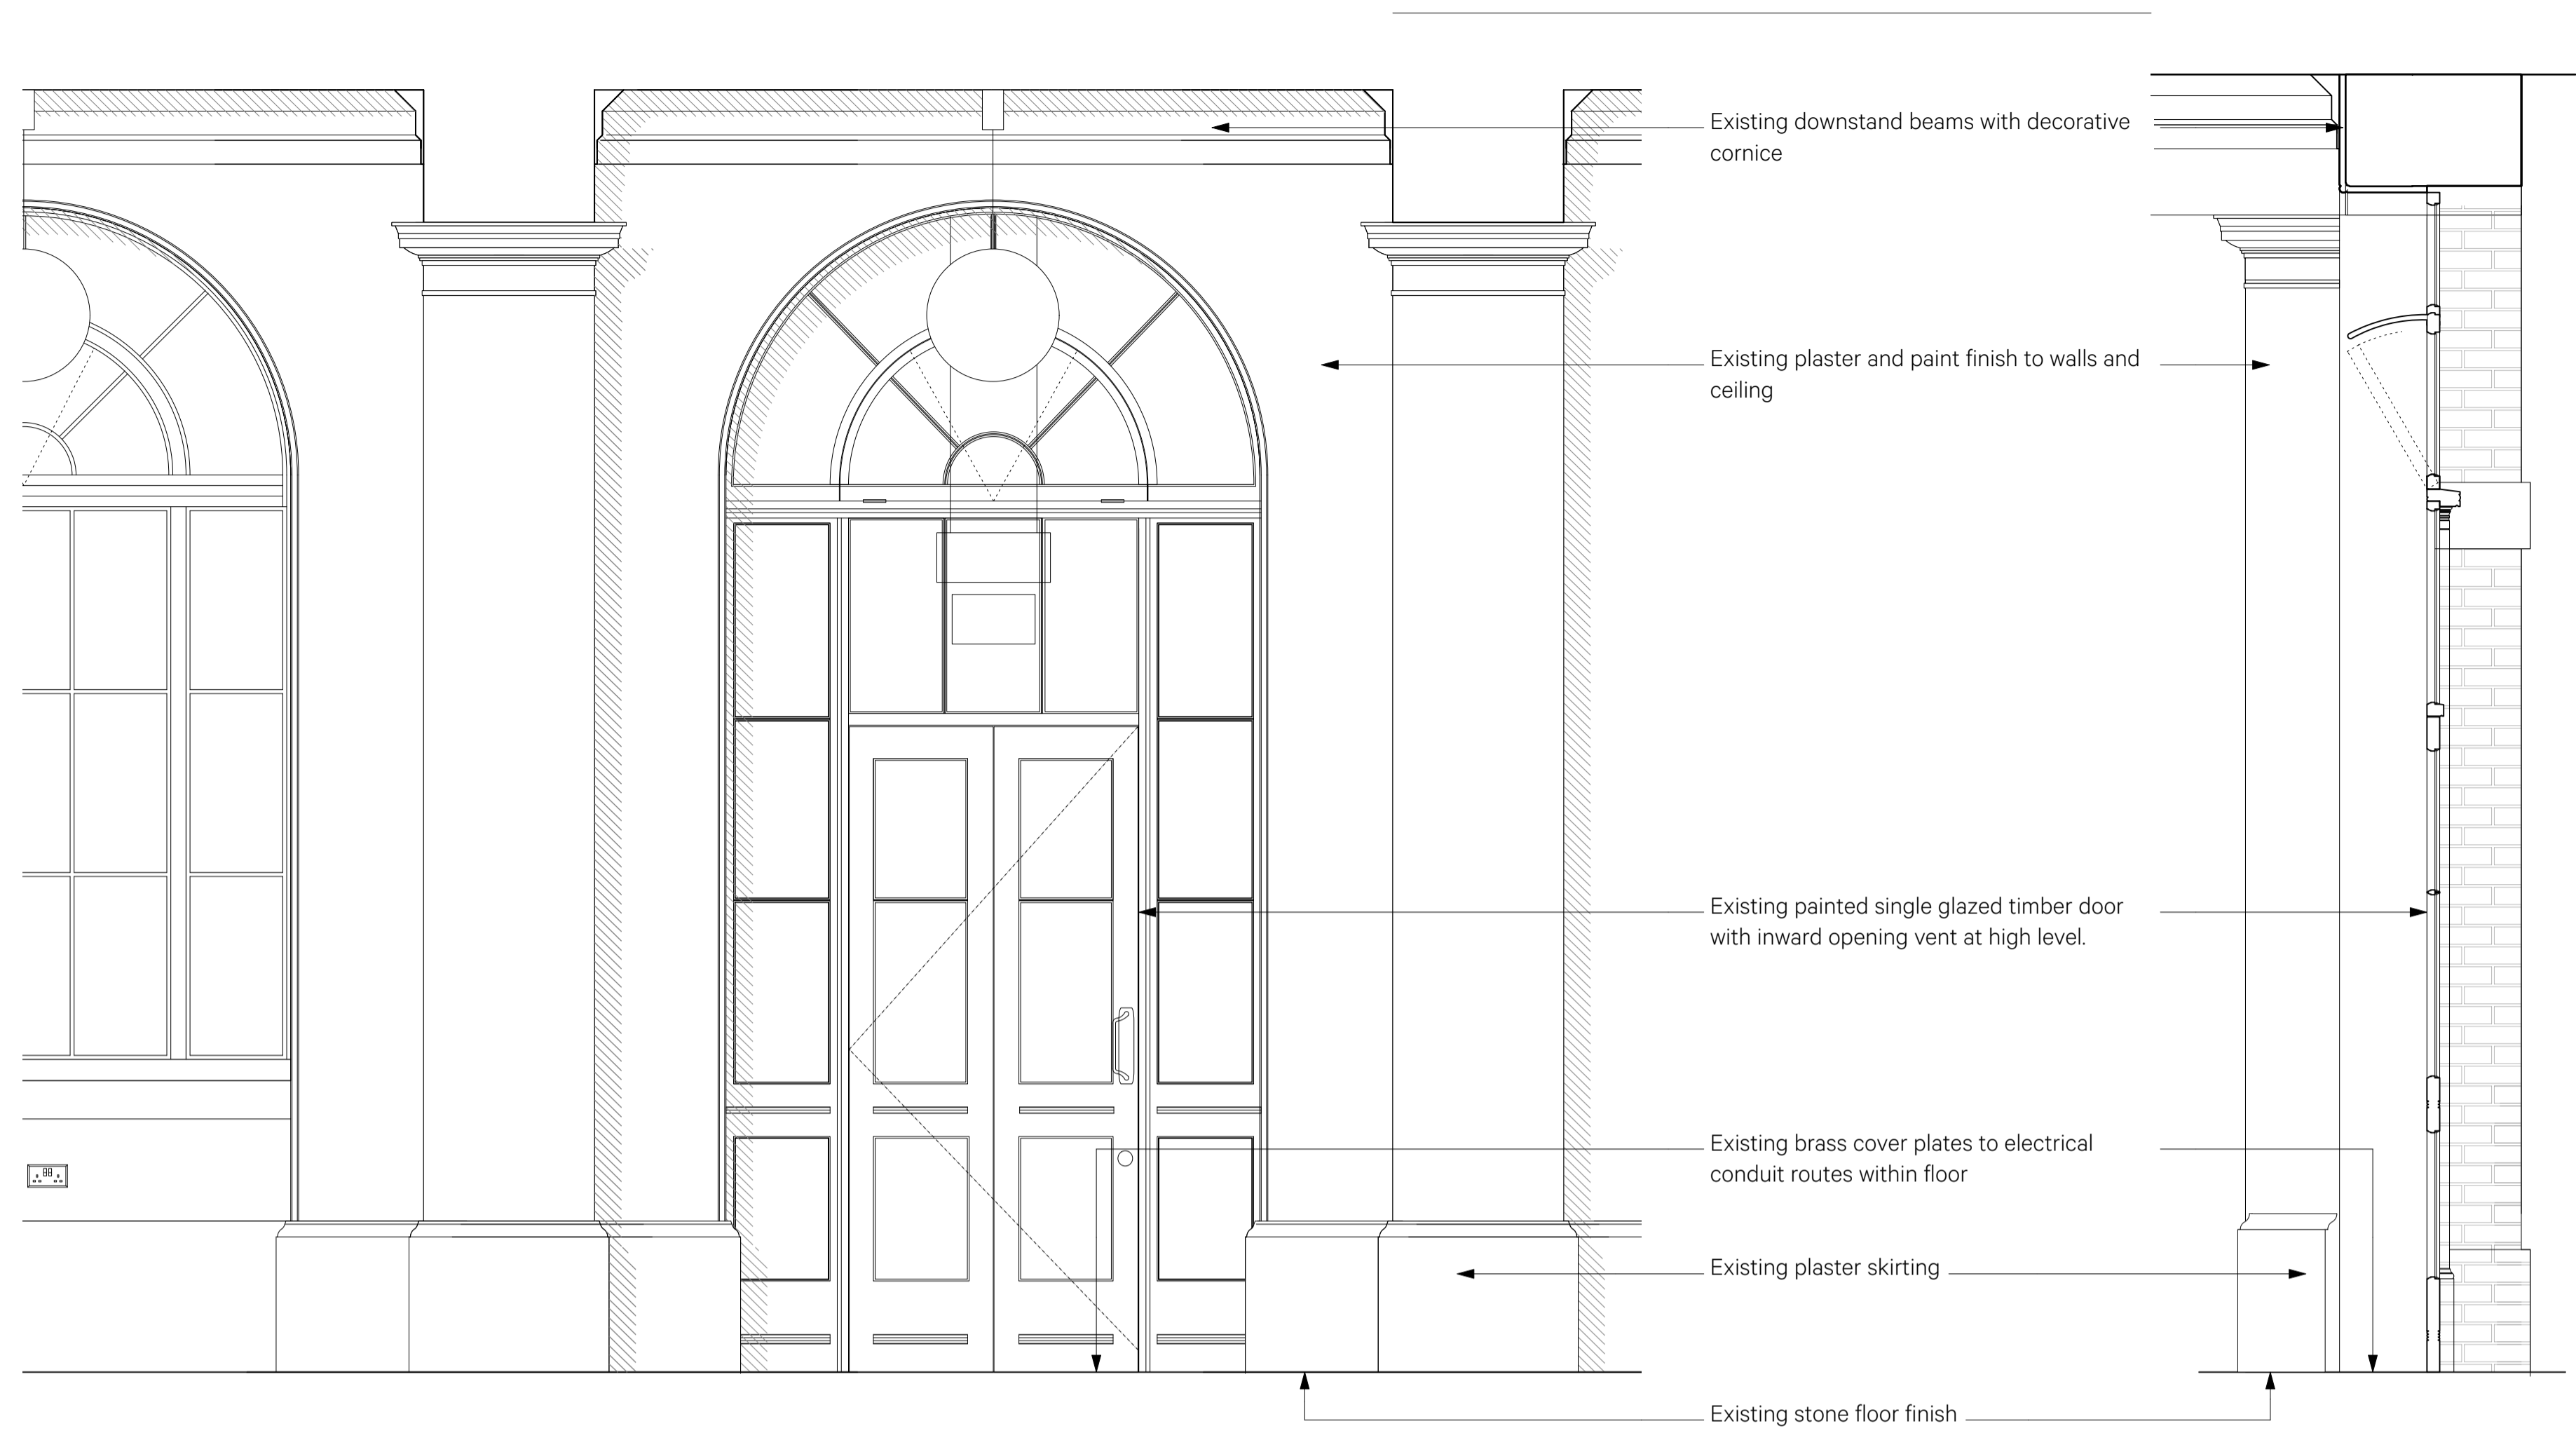 Existing downstand beams with decorative
cornice
Existing plaster and paint finish to walls and
ceiling
Existing painted single glazed timber door
with inward opening vent at high level.
Existing brass cover plates to electrical
conduit routes within floor
Existing plaster skirting
Existing stone floor finish